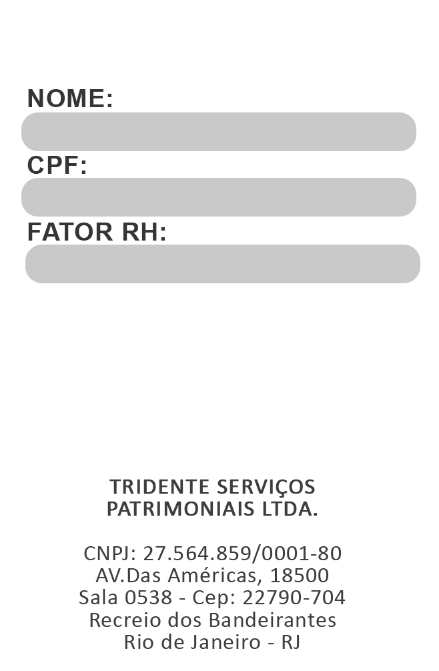 NOME:
CPF:
FATOR RH:
TRIDENTE SERVIÇOS
PATRIMONIAIS LTDA.
CNPJ: 27.564.859/0001-80
AV.Das Américas, 18500
Sala 0538 - Cep: 22790-704
Recreio dos Bandeirantes
Rio de Janeiro - RJ